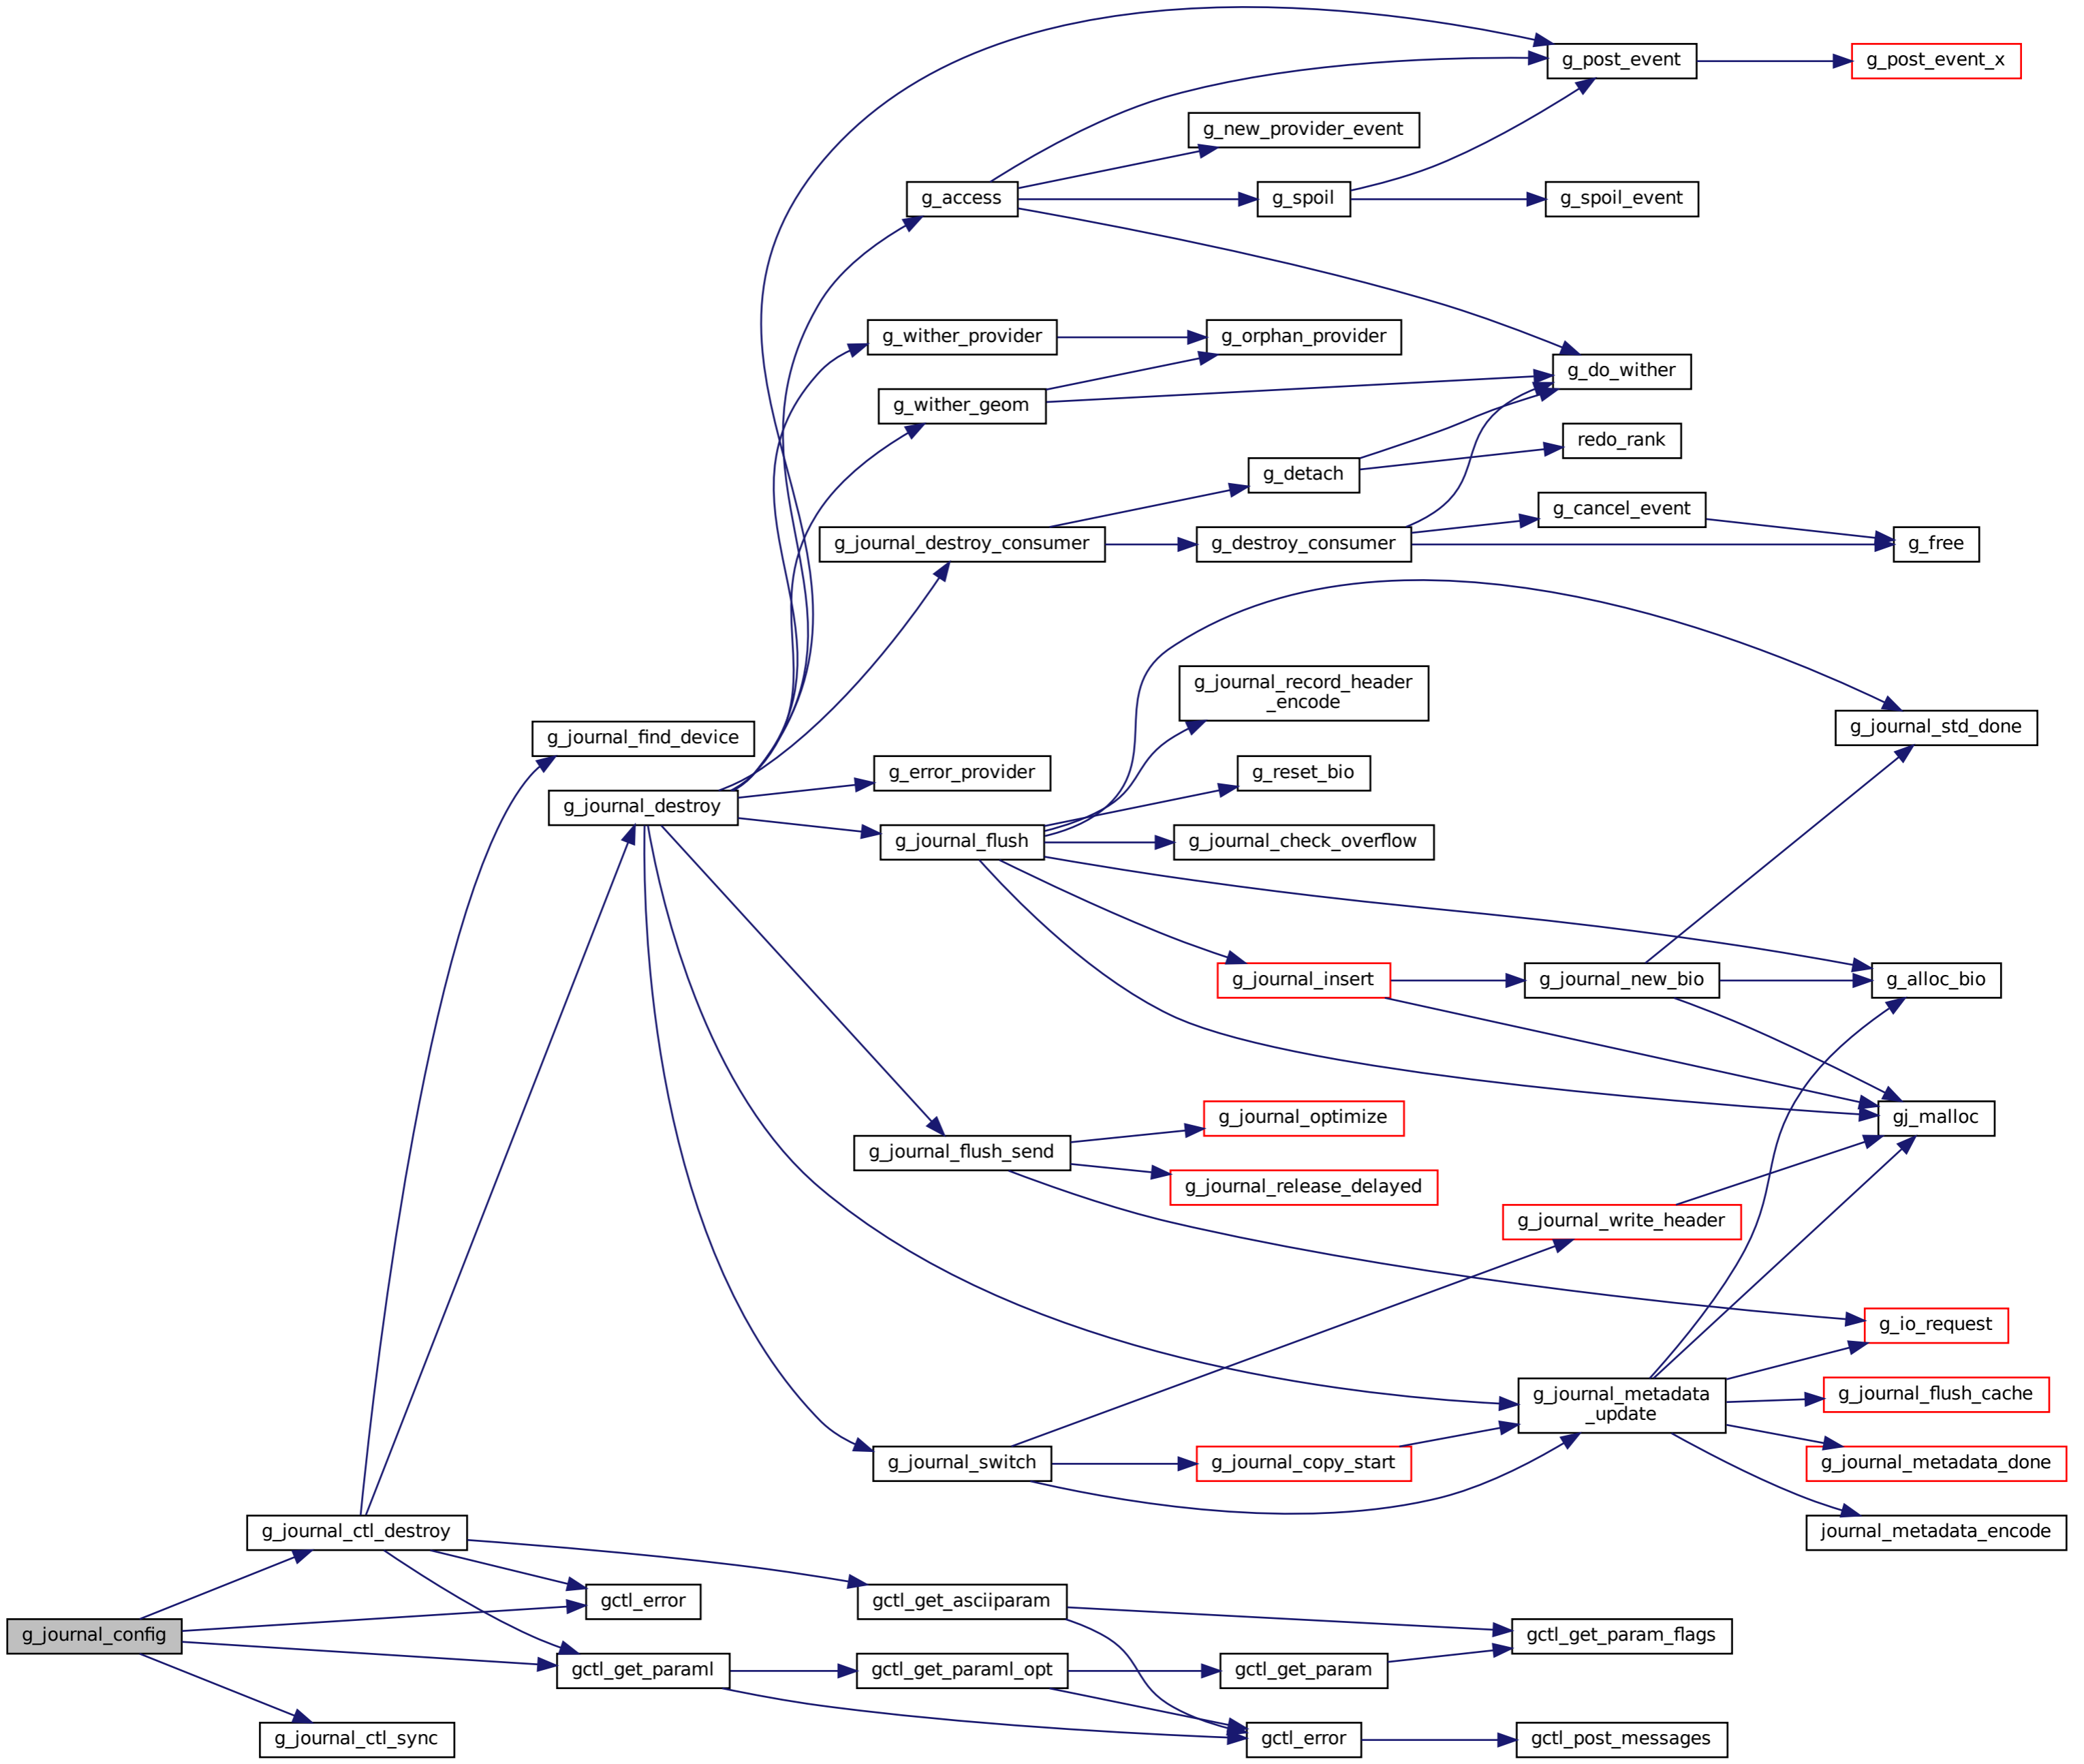 g_post_event
g_post_event_x
g_new_provider_event
g_access
g_spoil
g_spoil_event
g_wither_provider
g_orphan_provider
g_do_wither
g_wither_geom
redo_rank
g_detach
g_cancel_event
g_journal_destroy_consumer
g_destroy_consumer
g_free
g_journal_record_header
_encode
g_journal_find_device
g_journal_std_done
g_error_provider
g_reset_bio
g_journal_destroy
g_journal_flush
g_journal_check_overflow
g_journal_insert
g_journal_new_bio
g_alloc_bio
g_journal_optimize
gj_malloc
g_journal_flush_send
g_journal_release_delayed
g_journal_write_header
g_io_request
g_journal_metadata
_update
g_journal_flush_cache
g_journal_switch
g_journal_copy_start
g_journal_metadata_done
g_journal_ctl_destroy
journal_metadata_encode
gctl_error
gctl_get_asciiparam
g_journal_config
gctl_get_param_flags
gctl_get_paraml
gctl_get_paraml_opt
gctl_get_param
g_journal_ctl_sync
gctl_error
gctl_post_messages